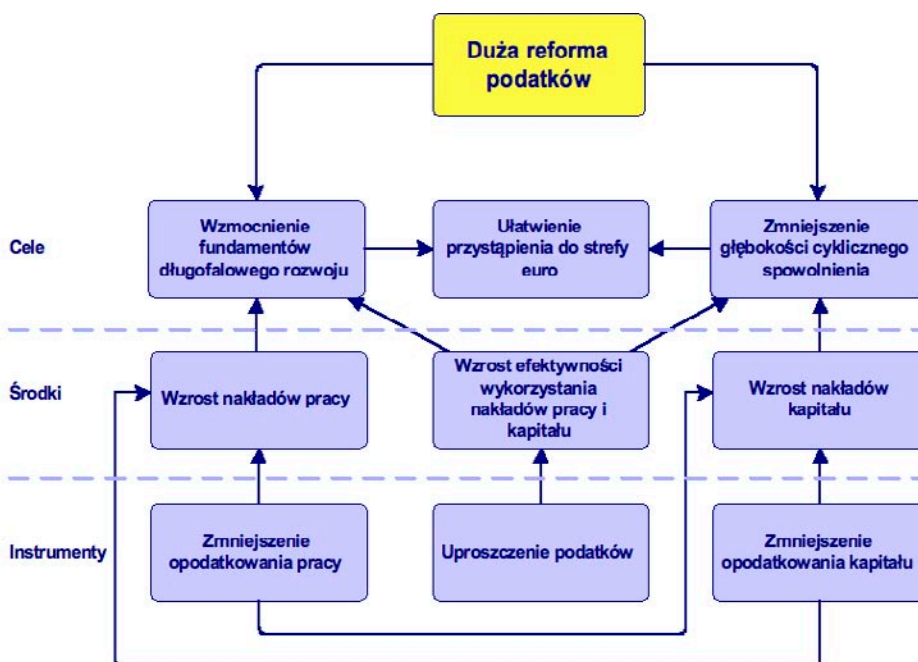 Duża reforma
podatków
Cele
Wzmocnienie
fundamentów
długofalowego rozwoju
Ułatwienie
przystąpienia do strefy
euro
Zmniejszenie
głębokości cyklicznego
spowolnienia
Środki
Wzrost nakładów pracy
Wzrost efektywności
wykorzystania
nakładów pracy i
kapitału
Wzrost nakładów
kapitału
Instrumenty
Zmniejszenie
opodatkowania pracy
Uproszczenie podatków
Zmniejszenie
opodatkowania kapitału